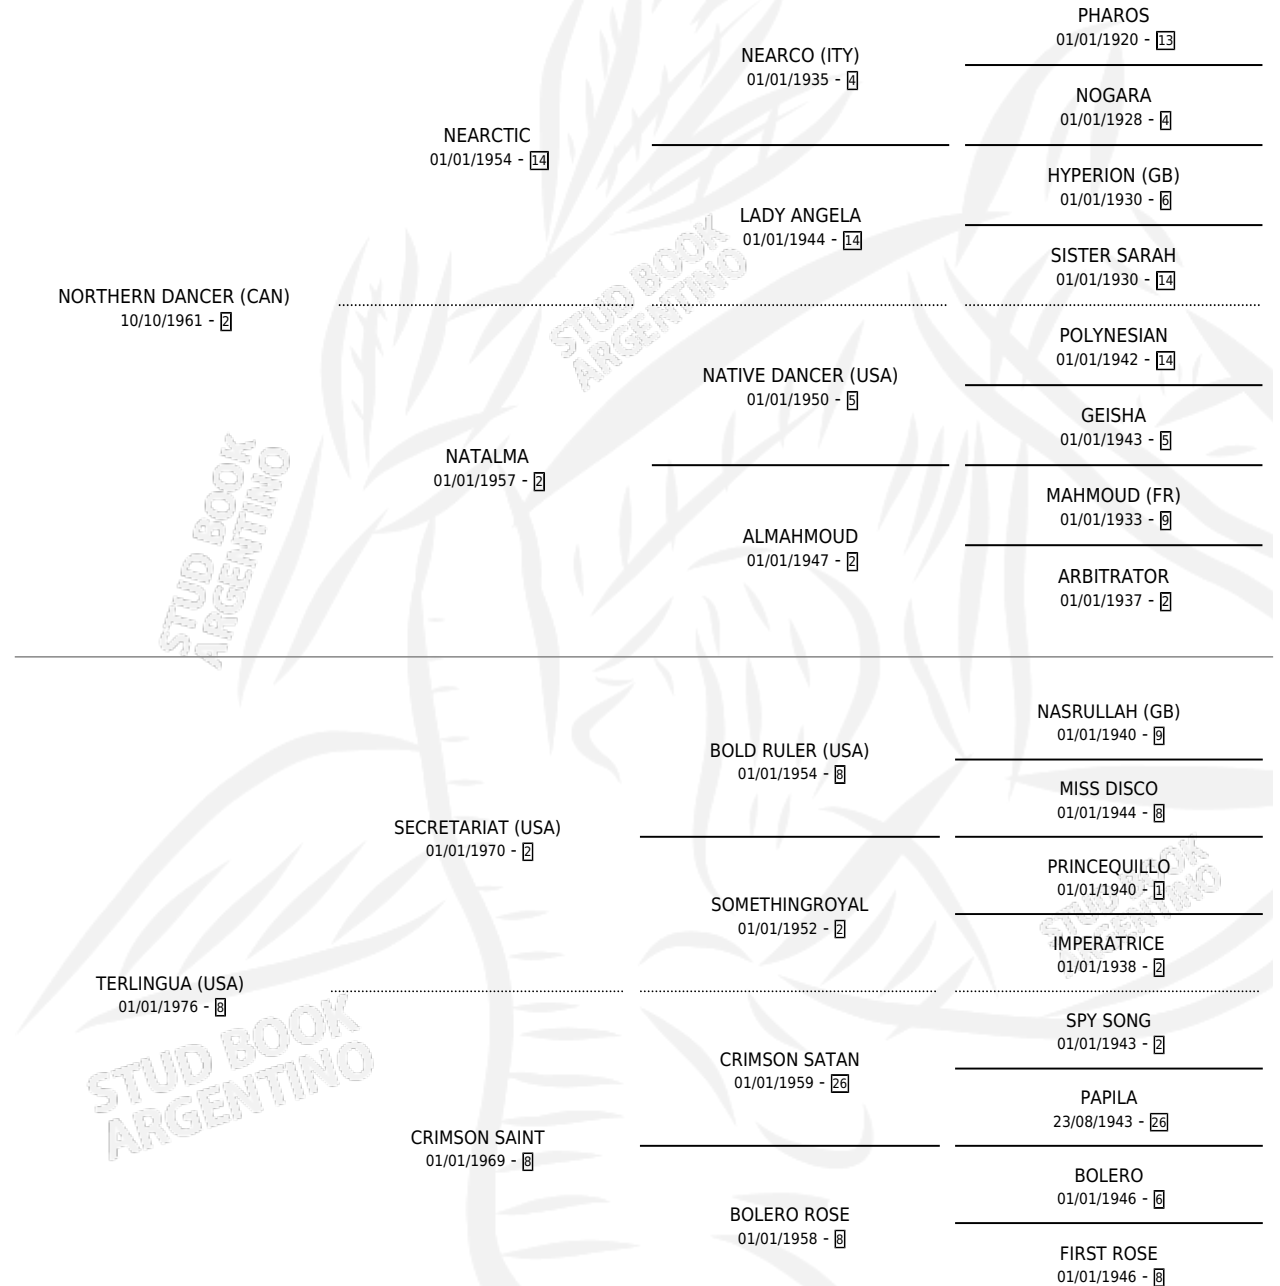 PHAROS
01/01/1920 - 13
NEARCO (ITY)
01/01/1935 - 4
NOGARA
01/01/1928 - 4
NEARCTIC
01/01/1954 - 14
HYPERION (GB)
01/01/1930 - 6
LADY ANGELA
01/01/1944 - 14
SISTER SARAH
01/01/1930 - 14
NORTHERN DANCER (CAN)
10/10/1961 - 2
POLYNESIAN
01/01/1942 - 14
NATIVE DANCER (USA)
01/01/1950 - 5
GEISHA
01/01/1943 - 5
NATALMA
01/01/1957 - 2
MAHMOUD (FR)
01/01/1933 - 9
ALMAHMOUD
01/01/1947 - 2
ARBITRATOR
01/01/1937 - 2
STUD BOOK
ARGENTINO
STUD BOOK
ARGENTINO
NASRULLAH (GB)
01/01/1940 - 9
BOLD RULER (USA)
01/01/1954 - 8
MISS DISCO
01/01/1944 - 8
SECRETARIAT (USA)
01/01/1970 - 2
PRINCEQUILLO
01/01/1940 - 1
SOMETHINGROYAL
01/01/1952 - 2
IMPERATRICE
01/01/1938 - 2
TERLINGUA (USA)
01/01/1976 - 8
SPY SONG
01/01/1943 - 2
CRIMSON SATAN
01/01/1959 - 26
PAPILA
23/08/1943 - 26
CRIMSON SAINT
01/01/1969 - 8
BOLERO
01/01/1946 - 6
BOLERO ROSE
01/01/1958 - 8
FIRST ROSE
01/01/1946 - 8
STUD BOOK
ARGENTINO
STUD BOOK
ARGENTINO